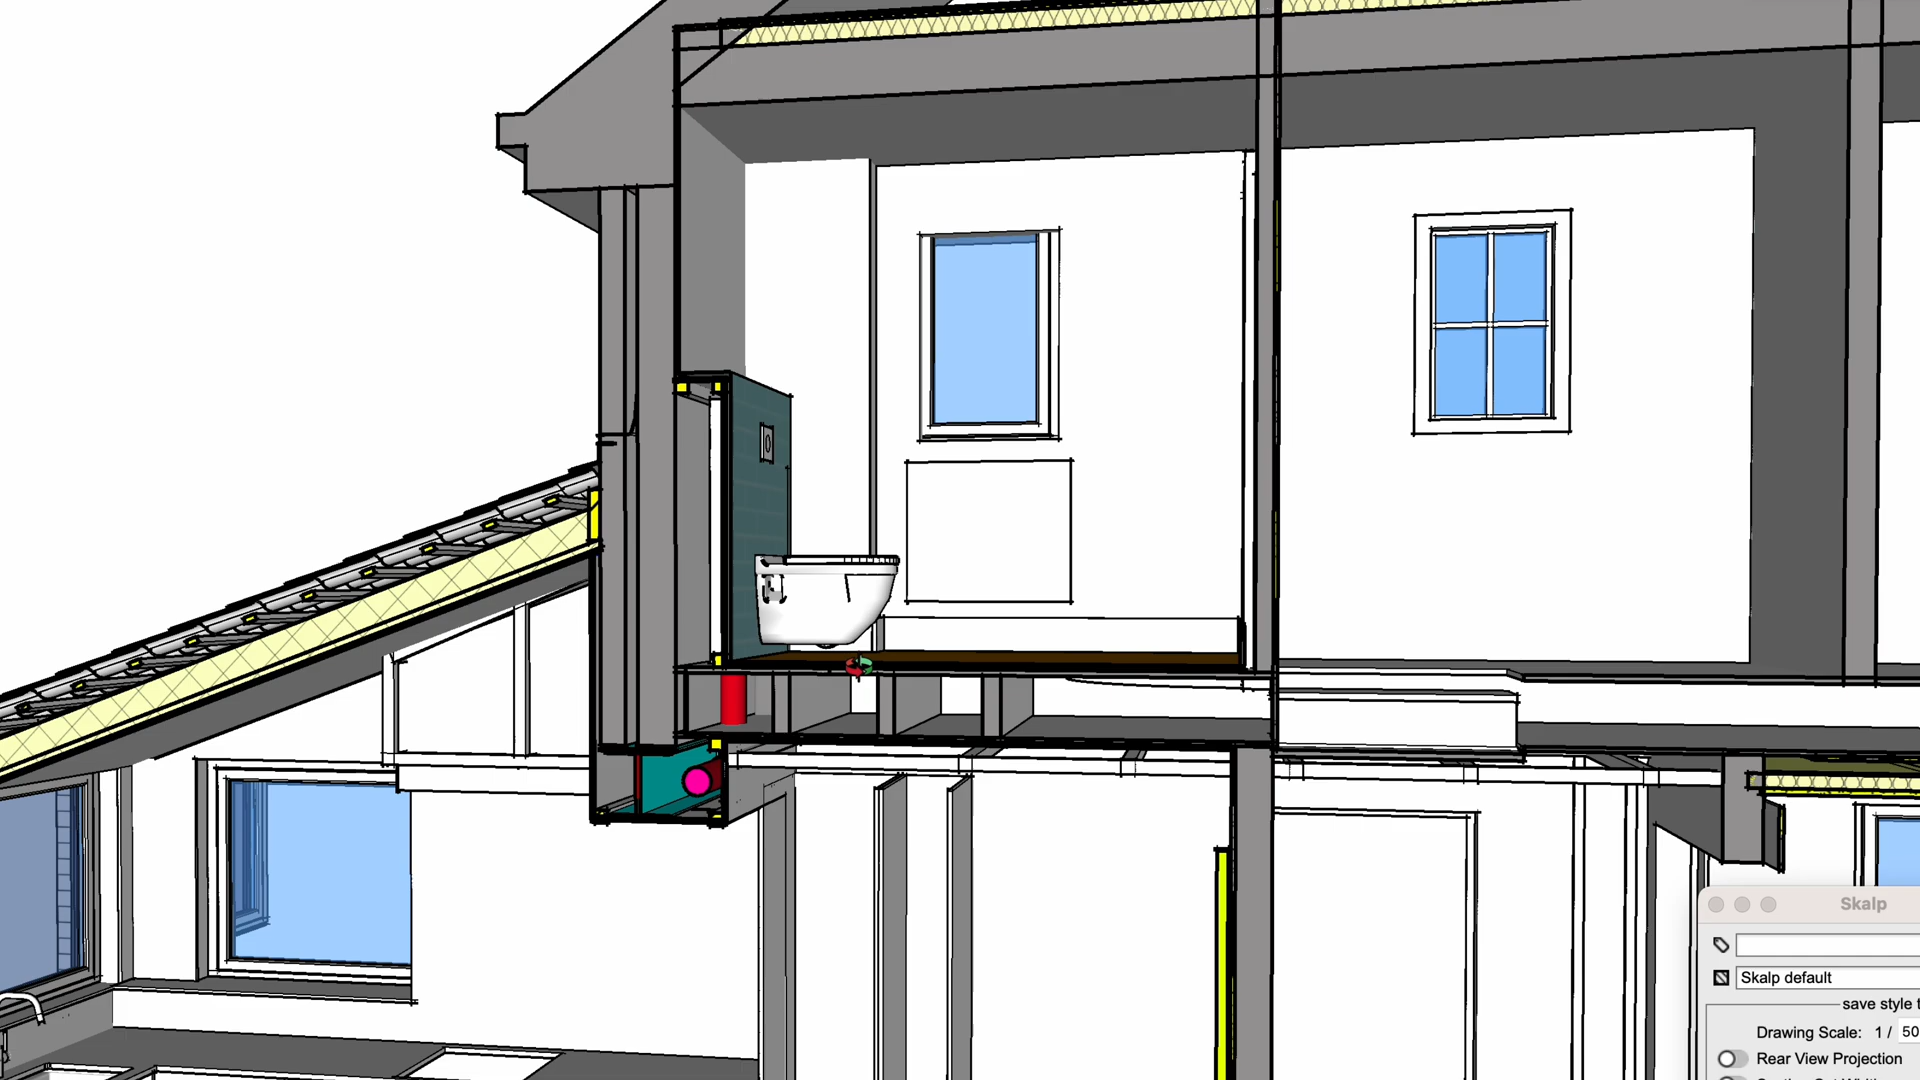 Skalp
Skalp default
save style t
Drawing Scale: 1 / 50
Rear View Projection